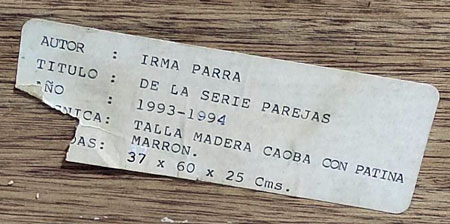 AUTOR : IRMA PARRA
TITULO : DE LA SERIE PAREJAS
ÑO : 1993-1994
NICA: TALLA MADERA CAOBA CON PATINA
MARRON.
DAS: 37 x 60 x 25 Cms.